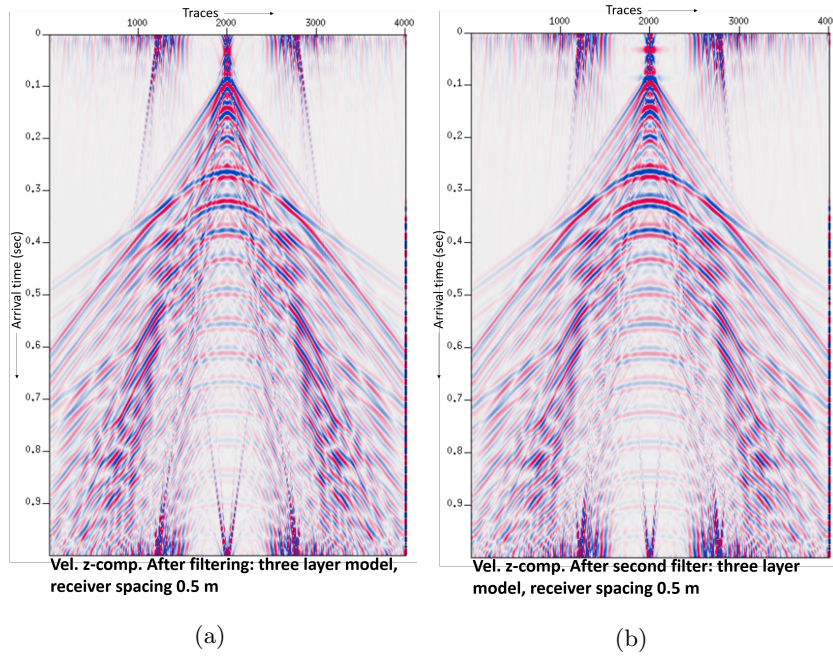 Traces
1000 2000 3000 4000
0
0.1
0.2
0.3
0.4
0.5
0.6
0.7
0.8
0.9
Arrival time (sec)
Vel. z-comp. After filtering: three layer model,
receiver spacing 0.5 m
(a)
Traces
1000 2000 3000 4000
0
0.1
0.2
0.3
0.4
0.5
0.6
0.7
0.8
0.9
Arrival time (sec)
Vel. z-comp. After second filter: three layer
model, receiver spacing 0.5 m
(b)